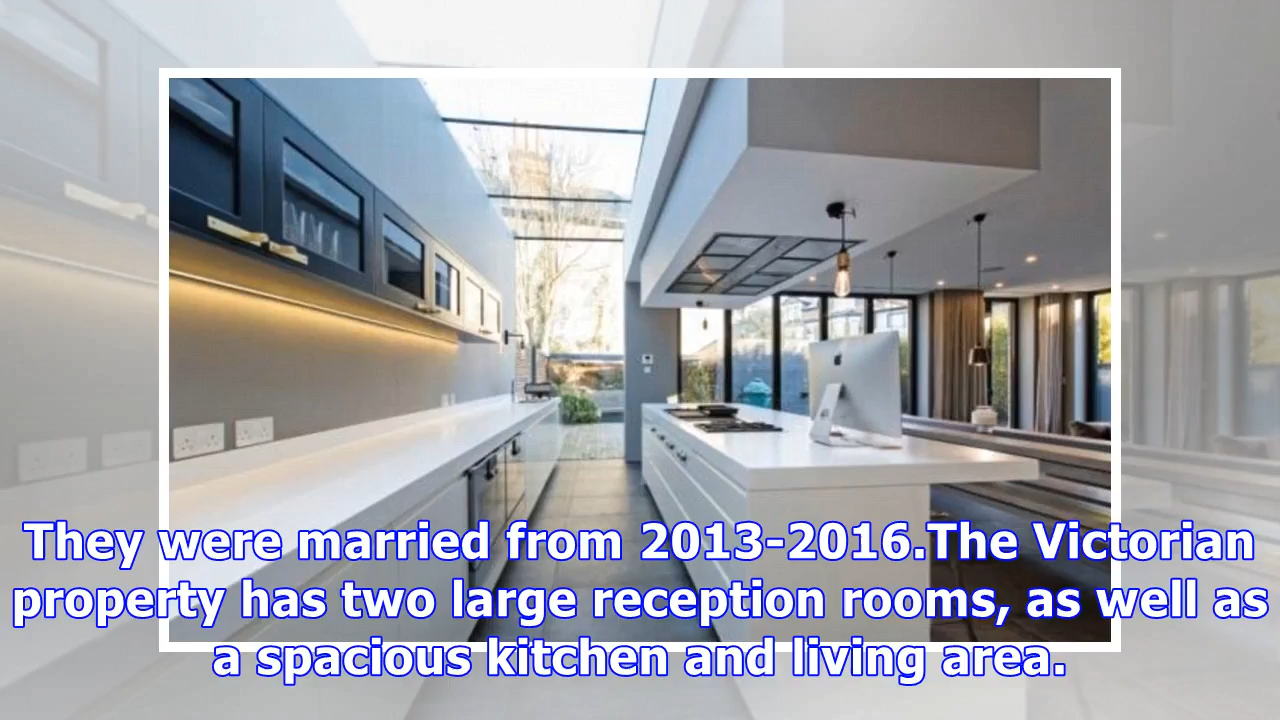 They were married from 2013-2016.The Victorian
property has two large reception rooms, as well as
a spacious kitchen and living area.